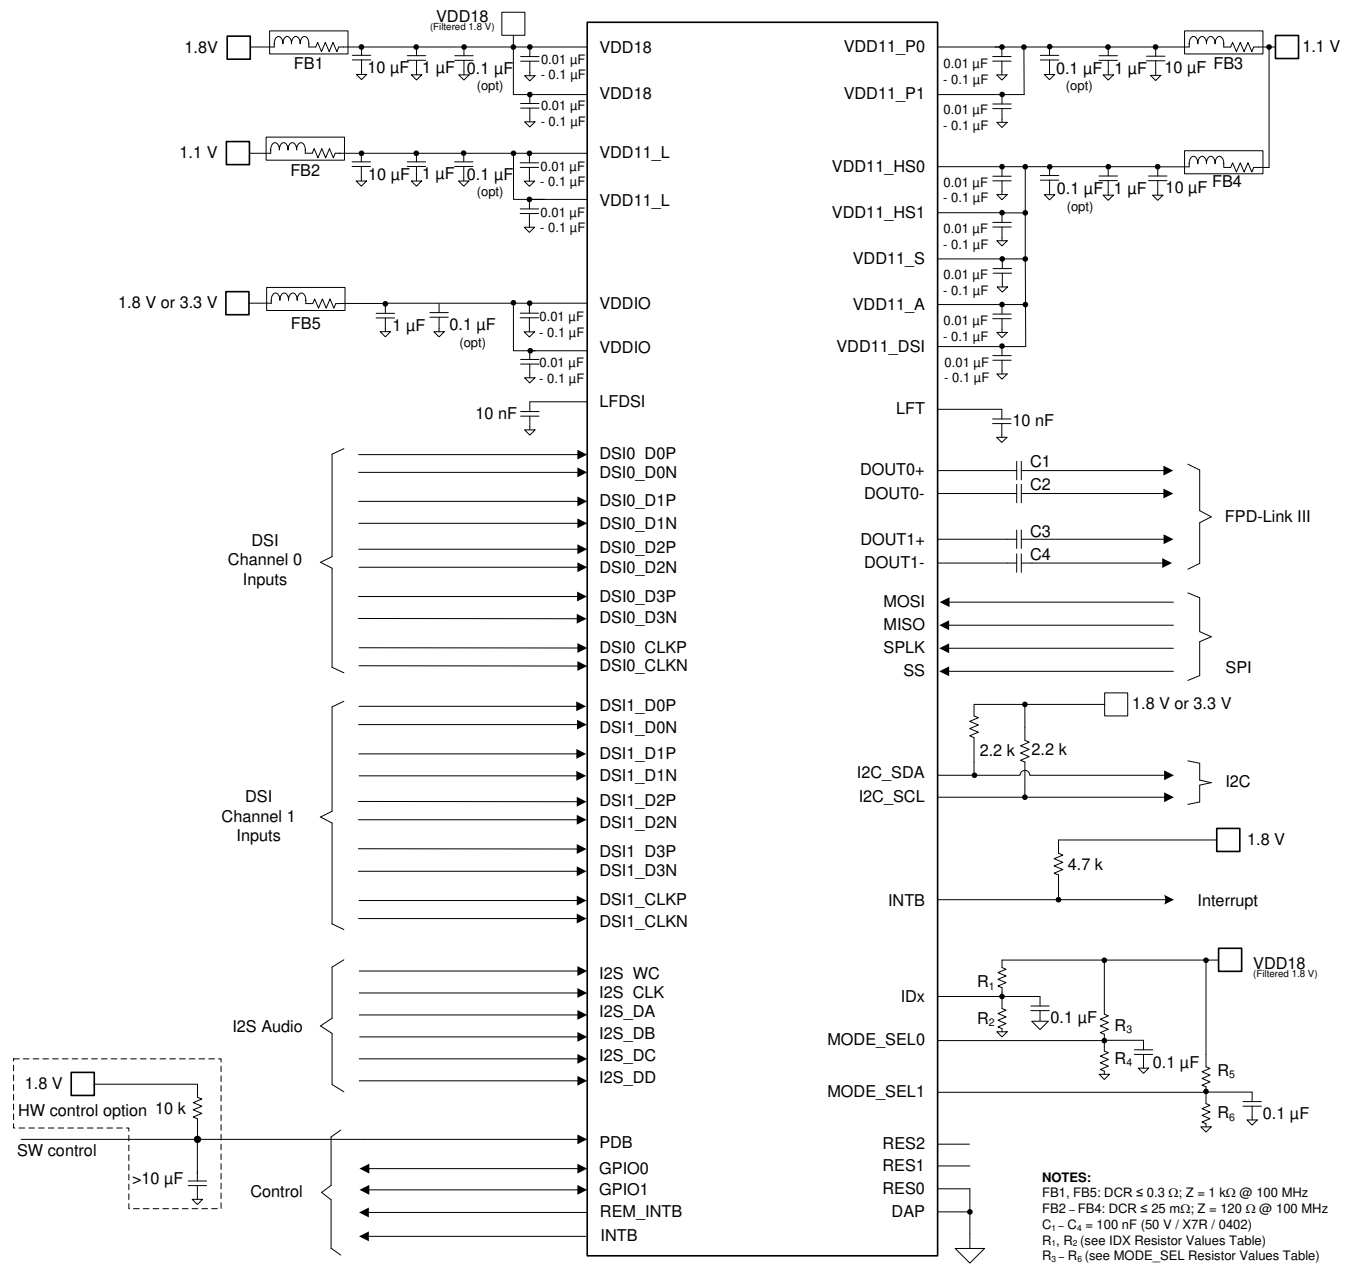 VDD18
(Filtered 1.8 V)
1.8V
FB1
10 µF
1 µF
0.1 µF
(opt)
0.01 µF
- 0.1 µF
VDD18
0.01 µF
- 0.1 µF
VDD18
1.1 V
FB2
10 µF
1 µF
0.1 µF
(opt)
0.01 µF
- 0.1 µF
VDD11_L
0.01 µF
- 0.1 µF
VDD11_L
1.8 V or 3.3 V
FB5
1 µF
0.1 µF
(opt)
0.01 µF
- 0.1 µF
VDDIO
0.01 µF
- 0.1 µF
VDDIO
10 nF
LFDSI
DSI
Channel 0
Inputs
DSI0_D0P
DSI0_D0N
DSI0_D1P
DSI0_D1N
DSI0_D2P
DSI0_D2N
DSI0_D3P
DSI0_D3N
DSI0_CLKP
DSI0_CLKN
DSI
Channel 1
Inputs
DSI1_D0P
DSI1_D0N
DSI1_D1P
DSI1_D1N
DSI1_D2P
DSI1_D2N
DSI1_D3P
DSI1_D3N
DSI1_CLKP
DSI1_CLKN
I2S Audio
I2S_WC
I2S_CLK
I2S_DA
I2S_DB
I2S_DC
I2S_DD
1.8 V
HW control option
10 k
SW control
>10 µF
Control
PDB
GPIO0
GPIO1
REM_INTB
INTB
VDD11_P0
0.01 µF
- 0.1 µF
0.1 µF
(opt)
1 µF
10 µF
FB3
1.1 V
VDD11_P1
0.01 µF
- 0.1 µF
VDD11_HS0
0.01 µF
- 0.1 µF
0.1 µF
(opt)
1 µF
10 µF
FB4
VDD11_HS1
0.01 µF
- 0.1 µF
VDD11_S
0.01 µF
- 0.1 µF
VDD11_A
0.01 µF
- 0.1 µF
VDD11_DSI
0.01 µF
- 0.1 µF
LFT
10 nF
DOUT0+
C1
DOUT0-
C2
DOUT1+
C3
DOUT1-
C4
FPD-Link III
MOSI
MISO
SPLK
SS
SPI
1.8 V or 3.3 V
2.2 k
2.2 k
I2C_SDA
I2C_SCL
I2C
1.8 V
4.7 k
INTB
Interrupt
VDD18
(Filtered 1.8 V)
IDx
R1
R2
0.1 µF
MODE_SEL0
R3
R4
0.1 µF
MODE_SEL1
R5
R6
0.1 µF
RES2
RES1
RES0
DAP
NOTES:
FB1, FB5: DCR ≤ 0.3 Ω; Z = 1 kΩ @ 100 MHz
FB2 – FB4: DCR ≤ 25 mΩ; Z = 120 Ω @ 100 MHz
C1 – C4 = 100 nF (50 V / X7R / 0402)
R1, R2 (see IDX Resistor Values Table)
R3 – R6 (see MODE_SEL Resistor Values Table)